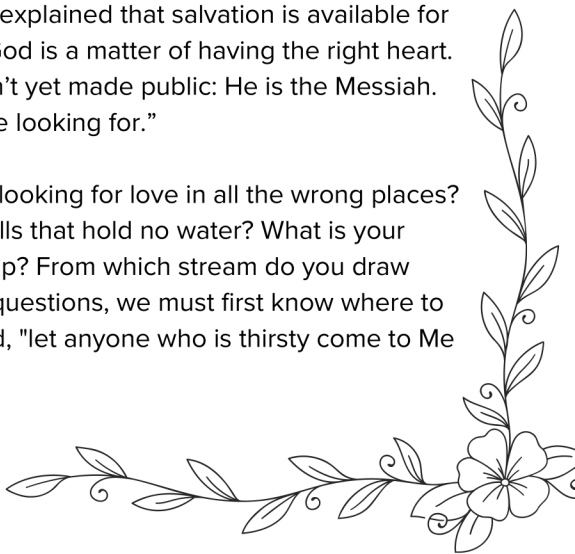 explained that salvation is available for
God is a matter of having the right heart.
n't yet made public: He is the Messiah.
e looking for.”
looking for love in all the wrong places?
lls that hold no water? What is your
p? From which stream do you draw
questions, we must first know where to
d, "let anyone who is thirsty come to Me